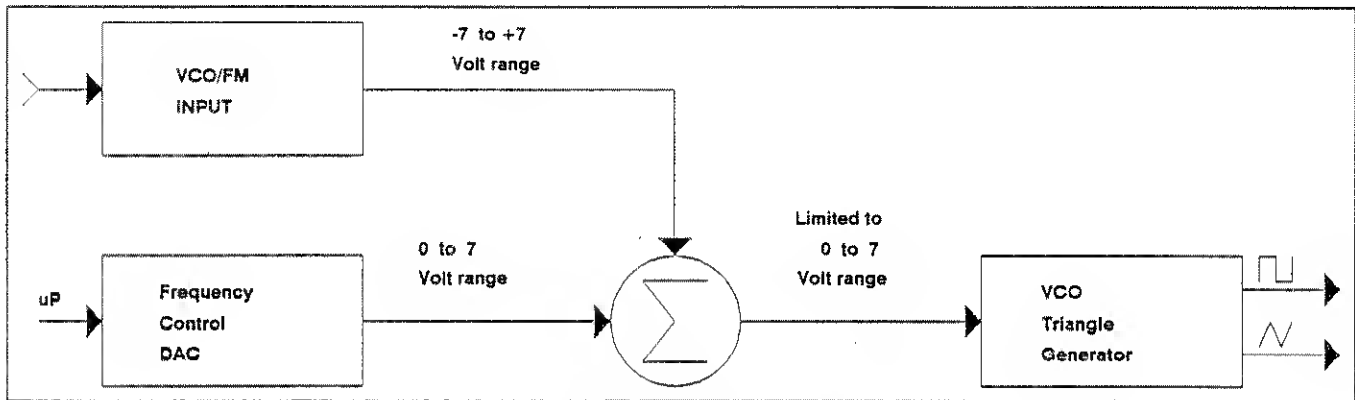 -7 to +7
Volt range
VCO/FM
INPUT
Limited to
0 to 7
Volt range
0 to 7
Volt range
uP
Frequency
Control
DAC
VCO
Triangle
Generator